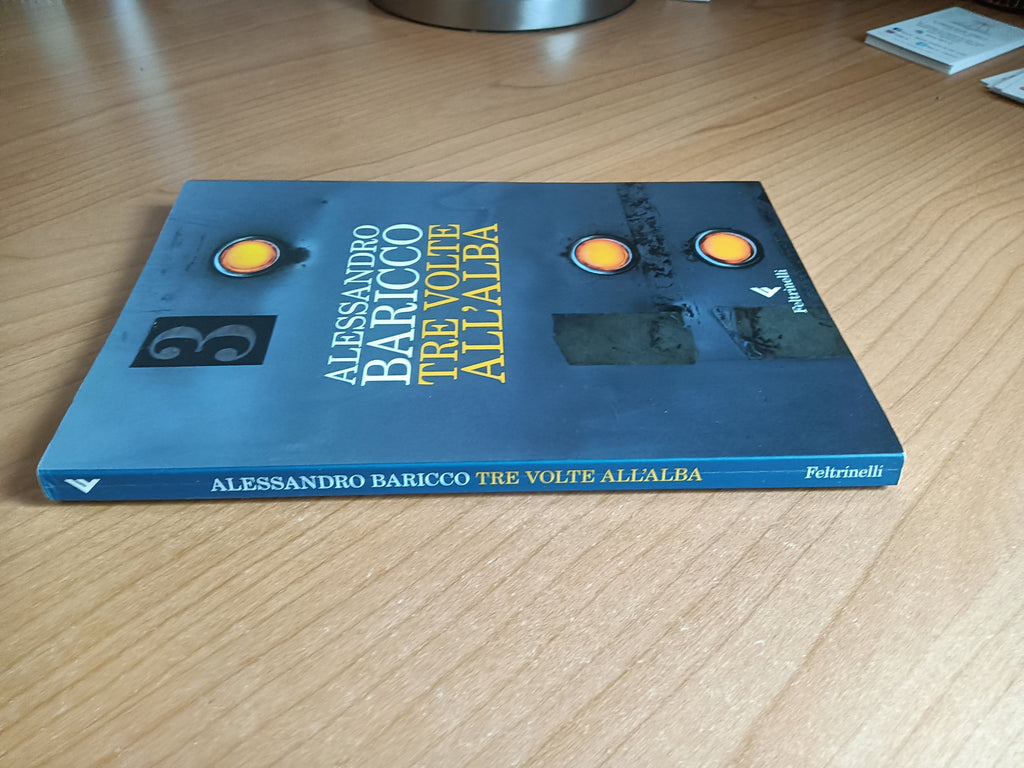 3
ALESSANDRO
BARICCO
TRE VOLTE
ALL'ALBA
Feltrinelli
ALESSANDRO BARICCO TRE VOLTE ALL'ALBA Feltrinelli